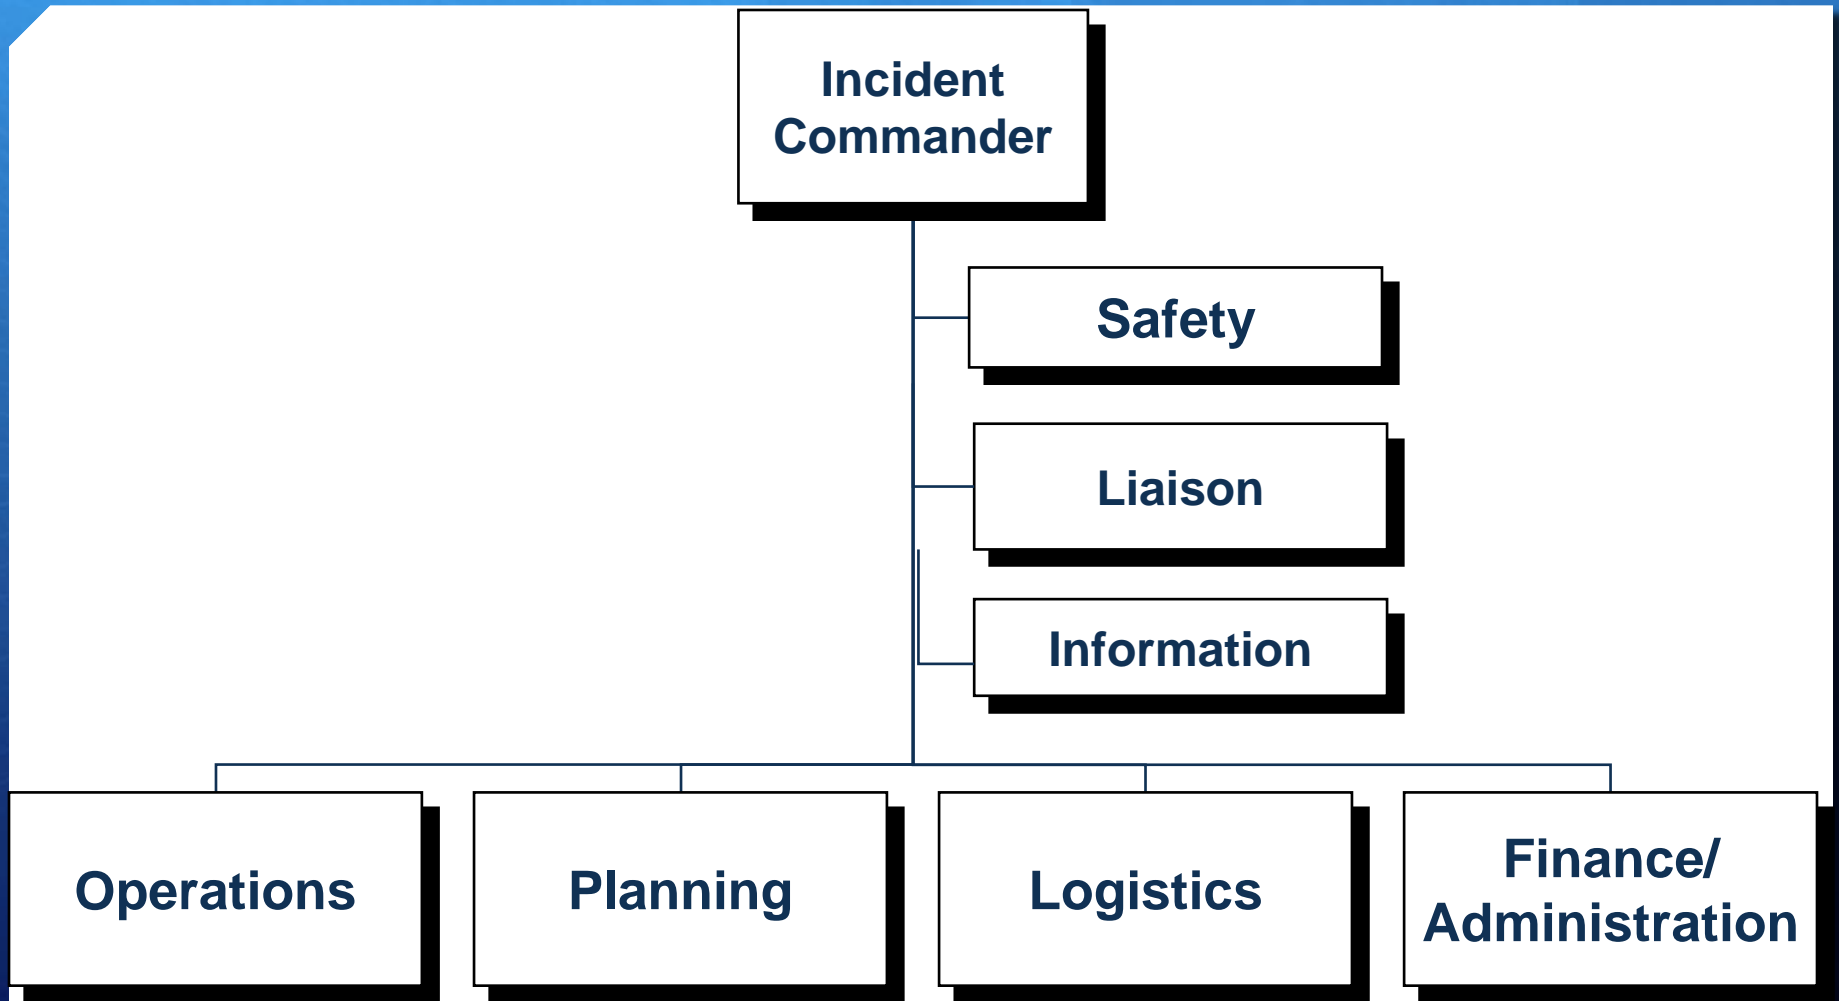 Incident
Commander
Safety
Liaison
Information
Operations
Planning
Logistics
Finance/
Administration